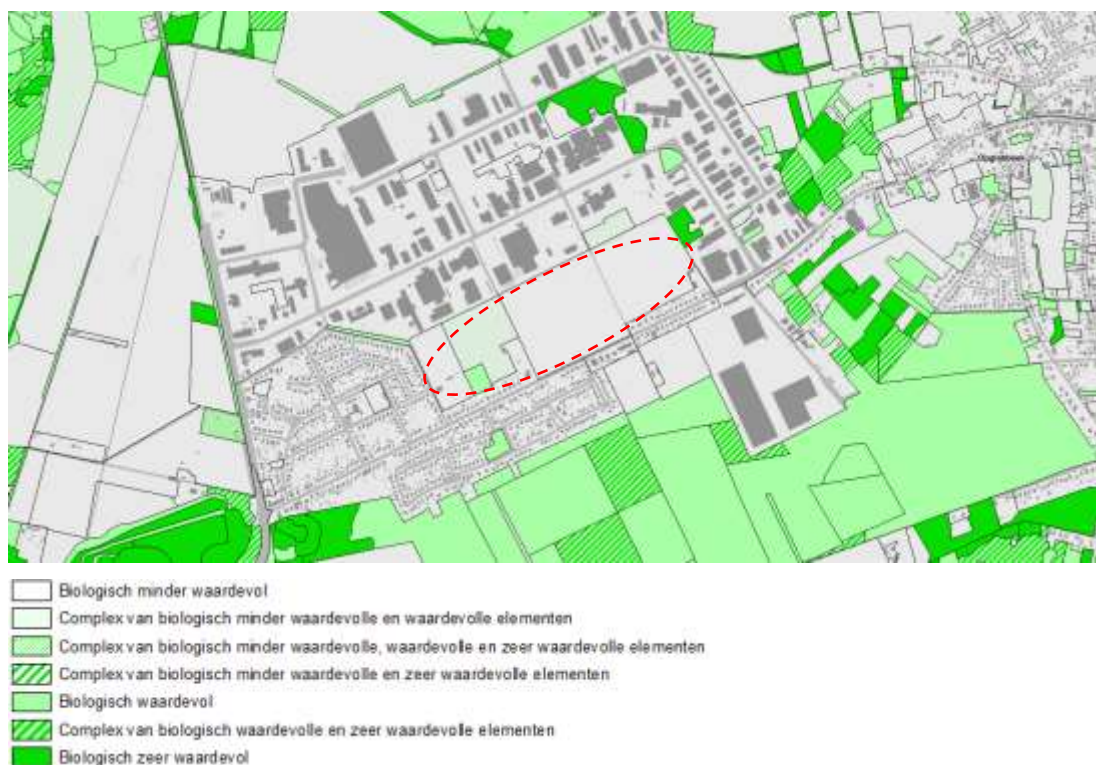 Biologisch minder waardevol
Complex van biologisch minder waardevolle en waardevolle elementen
Complex van biologisch minder waardevolle, waardevolle en zeer waardevolle elementen
Complex van biologisch minder waardevolle en zeer waardevolle elementen
Biologisch waardevol
Complex van biologisch waardevolle en zeer waardevolle elementen
Biologisch zeer waardevol